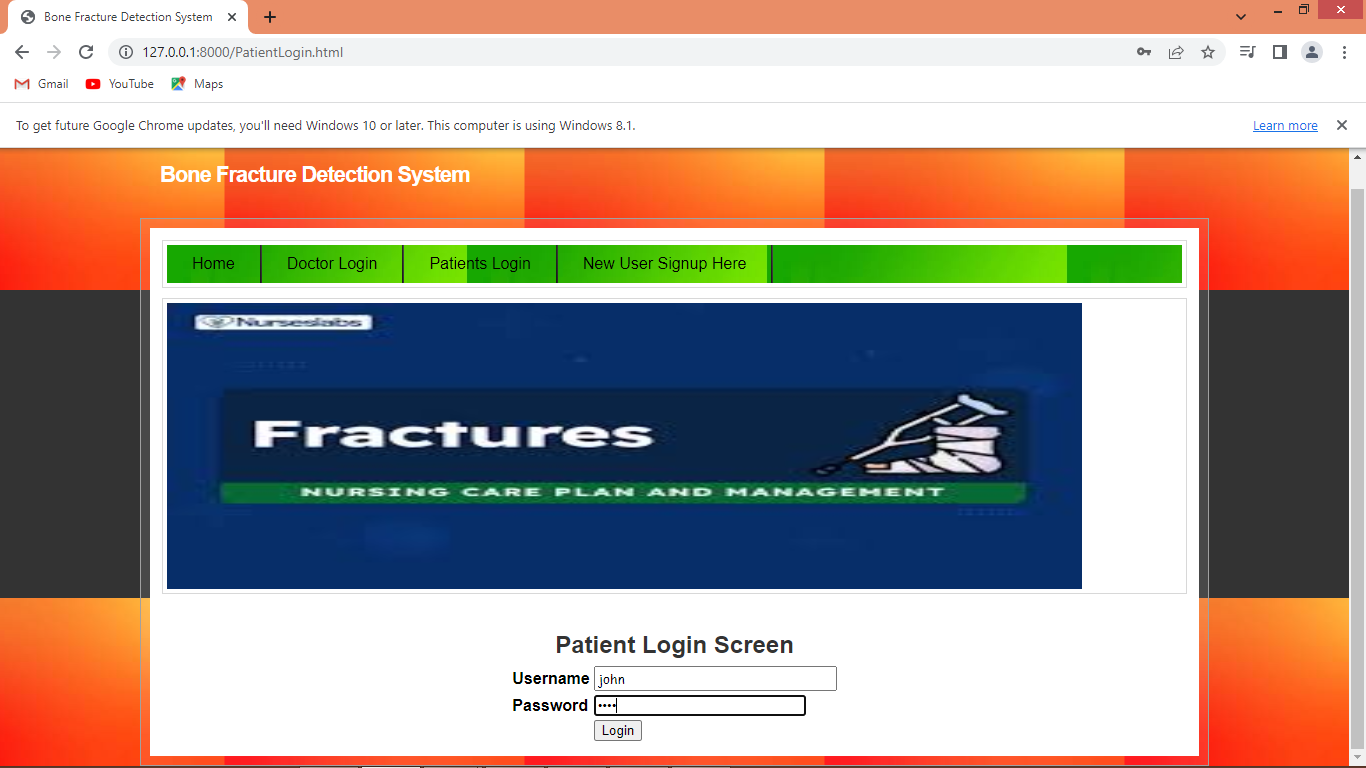 Bone Fracture Detection System
127.0.0.1:8000/PatientLogin.html
Gmail YouTube Maps
To get future Google Chrome updates, you'll need Windows 10 or later. This computer is using Windows 8.1. Learn more
Bone Fracture Detection System
Home Doctor Login Patients Login New User Signup Here
Nurseslabs
Fractures
NURSING CARE PLAN AND MANAGEMENT
Patient Login Screen
Username john
Password ••••
Login